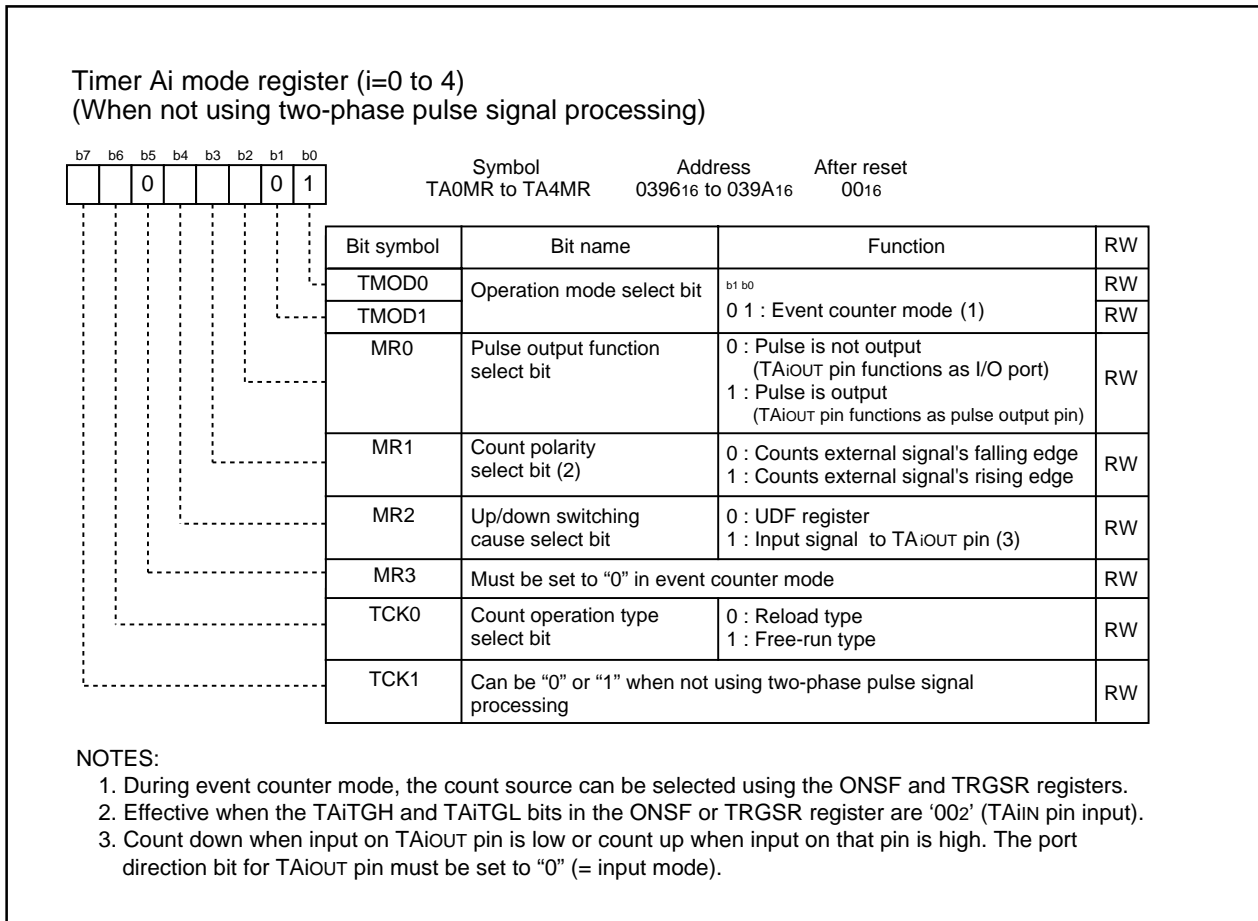 Timer Ai mode register (i=0 to 4)
(When not using two-phase pulse signal processing)
b7 b6 b5 b4 b3 b2 b1 b0
0 0 1
Symbol Address After reset
TA0MR to TA4MR 039616 to 039A16 0016
Bit symbol Bit name Function RW
TMOD0 Operation mode select bit b1 b0 RW
TMOD1 0 1 : Event counter mode (1) RW
MR0 Pulse output function 0 : Pulse is not output
select bit (TAiOUT pin functions as I/O port) RW
1 : Pulse is output
(TAiOUT pin functions as pulse output pin)
MR1 Count polarity 0 : Counts external signal's falling edge RW
select bit (2) 1 : Counts external signal's rising edge
MR2 Up/down switching 0 : UDF register RW
cause select bit 1 : Input signal to TAiOUT pin (3)
MR3 Must be set to “0” in event counter mode RW
TCK0 Count operation type 0 : Reload type RW
select bit 1 : Free-run type
TCK1 Can be “0” or “1” when not using two-phase pulse signal RW
processing
NOTES:
1. During event counter mode, the count source can be selected using the ONSF and TRGSR registers.
2. Effective when the TAiTGH and TAiTGL bits in the ONSF or TRGSR register are ‘002’ (TAiIN pin input).
3. Count down when input on TAiOUT pin is low or count up when input on that pin is high. The port
direction bit for TAiOUT pin must be set to “0” (= input mode).